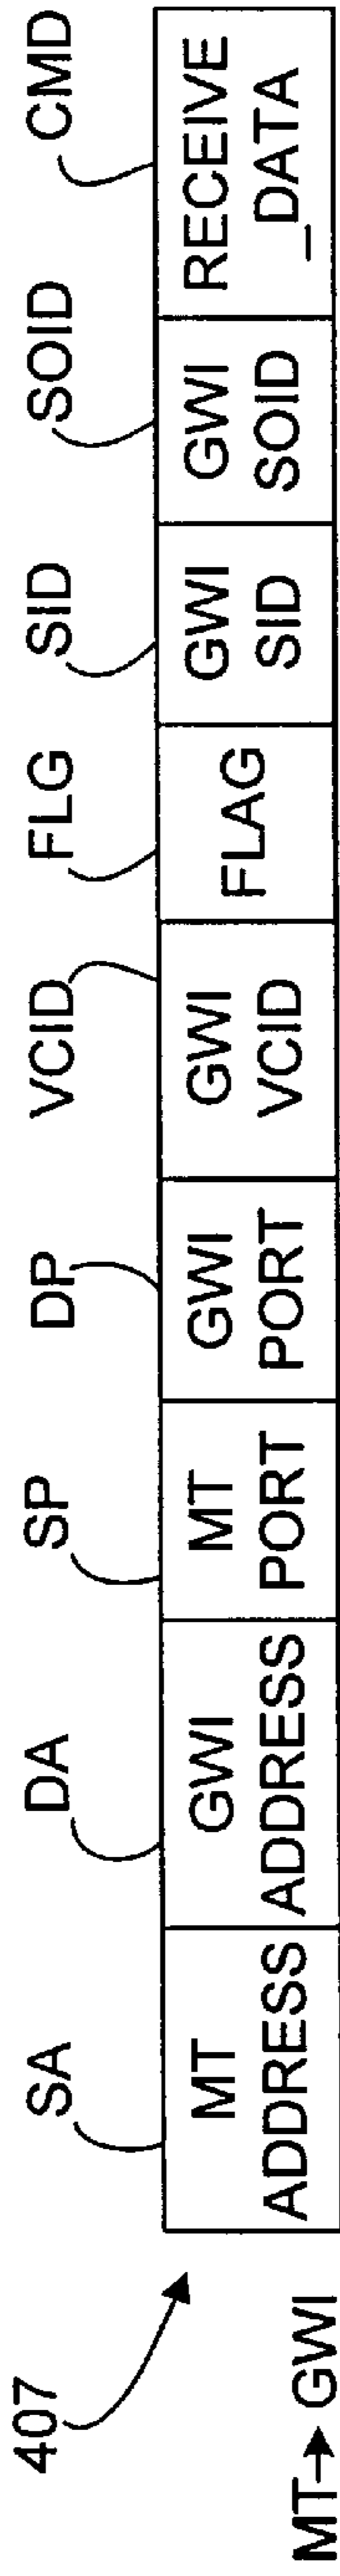 407
SA
DA
SP
DP
VCID
FLG
SID
SOID
CMD
MT
ADDRESS
GWI
ADDRESS
MT
PORT
GWI
PORT
GWI
VCID
FLAG
GWI
SID
GWI
SOID
RECEIVE
_DATA
MT→GWI